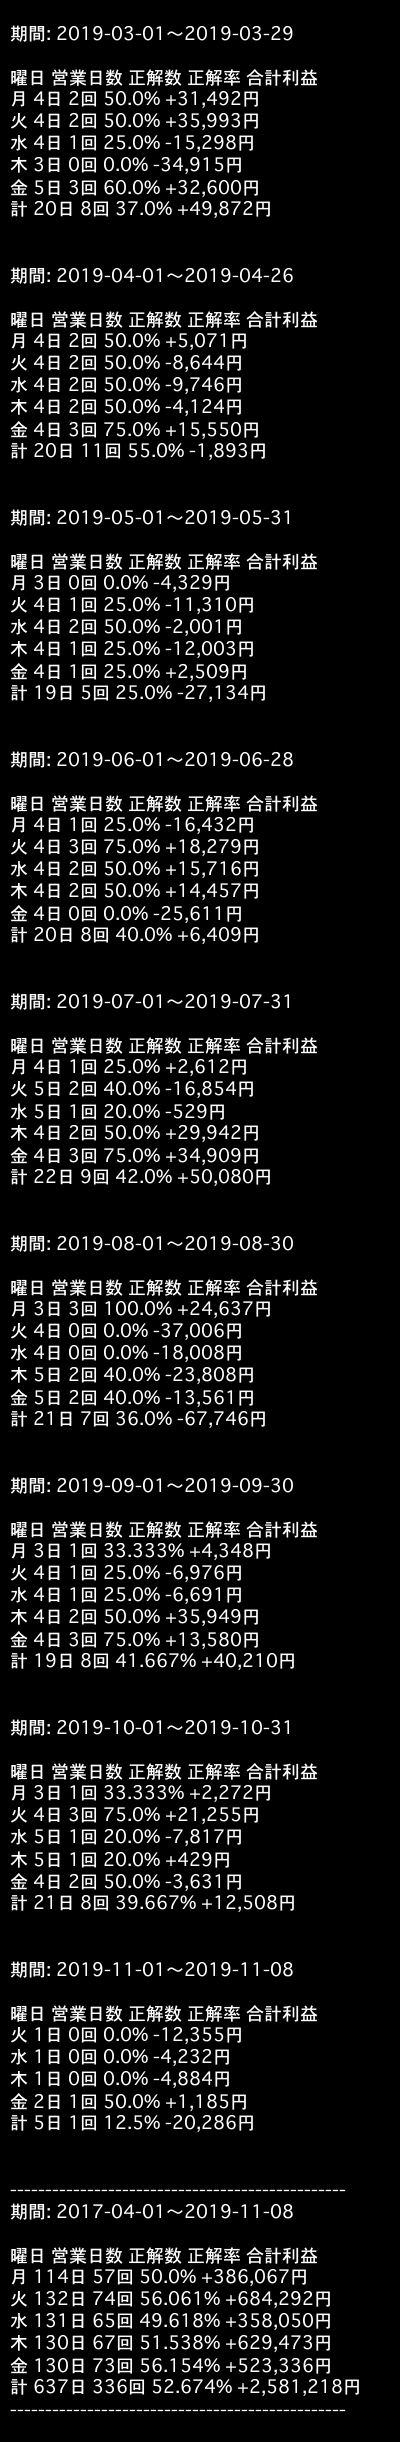 期間: 2019-03-01～2019-03-29
曜日 営業日数 正解数 正解率 合計利益
月 4日 2回 50.0% +31,492円
火 4日 2回 50.0% +35,993円
水 4日 1回 25.0% -15,298円
木 3日 0回 0.0% -34,915円
金 5日 3回 60.0% +32,600円
計 20日 8回 37.0% +49,872円
期間: 2019-04-01～2019-04-26
曜日 営業日数 正解数 正解率 合計利益
月 4日 2回 50.0% +5,071円
火 4日 2回 50.0% -8,644円
水 4日 2回 50.0% -9,746円
木 4日 2回 50.0% -4,124円
金 4日 3回 75.0% +15,550円
計 20日 11回 55.0% -1,893円
期間: 2019-05-01～2019-05-31
曜日 営業日数 正解数 正解率 合計利益
月 3日 0回 0.0% -4,329円
火 4日 1回 25.0% -11,310円
水 4日 2回 50.0% -2,001円
木 4日 1回 25.0% -12,003円
金 4日 1回 25.0% +2,509円
計 19日 5回 25.0% -27,134円
期間: 2019-06-01～2019-06-28
曜日 営業日数 正解数 正解率 合計利益
月 4日 1回 25.0% -16,432円
火 4日 3回 75.0% +18,279円
水 4日 2回 50.0% +15,716円
木 4日 2回 50.0% +14,457円
金 4日 0回 0.0% -25,611円
計 20日 8回 40.0% +6,409円
期間: 2019-07-01～2019-07-31
曜日 営業日数 正解数 正解率 合計利益
月 4日 1回 25.0% +2,612円
火 5日 2回 40.0% -16,854円
水 5日 1回 20.0% -529円
木 4日 2回 50.0% +29,942円
金 4日 3回 75.0% +34,909円
計 22日 9回 42.0% +50,080円
期間: 2019-08-01～2019-08-30
曜日 営業日数 正解数 正解率 合計利益
月 3日 3回 100.0% +24,637円
火 4日 0回 0.0% -37,006円
水 4日 0回 0.0% -18,008円
木 5日 2回 40.0% -23,808円
金 5日 2回 40.0% -13,561円
計 21日 7回 36.0% -67,746円
期間: 2019-09-01～2019-09-30
曜日 営業日数 正解数 正解率 合計利益
月 3日 1回 33.333% +4,348円
火 4日 1回 25.0% -6,976円
水 4日 1回 25.0% -6,691円
木 4日 2回 50.0% +35,949円
金 4日 3回 75.0% +13,580円
計 19日 8回 41.667% +40,210円
期間: 2019-10-01～2019-10-31
曜日 営業日数 正解数 正解率 合計利益
月 3日 1回 33.333% +2,272円
火 4日 3回 75.0% +21,255円
水 5日 1回 20.0% -7,817円
木 5日 1回 20.0% +429円
金 4日 2回 50.0% -3,631円
計 21日 8回 39.667% +12,508円
期間: 2019-11-01～2019-11-08
曜日 営業日数 正解数 正解率 合計利益
火 1日 0回 0.0% -12,355円
水 1日 0回 0.0% -4,232円
木 1日 0回 0.0% -4,884円
金 2日 1回 50.0% +1,185円
計 5日 1回 12.5% -20,286円
------------------------------------------------
期間: 2017-04-01～2019-11-08
曜日 営業日数 正解数 正解率 合計利益
月 114日 57回 50.0% +386,067円
火 132日 74回 56.061% +684,292円
水 131日 65回 49.618% +358,050円
木 130日 67回 51.538% +629,473円
金 130日 73回 56.154% +523,336円
計 637日 336回 52.674% +2,581,218円
------------------------------------------------